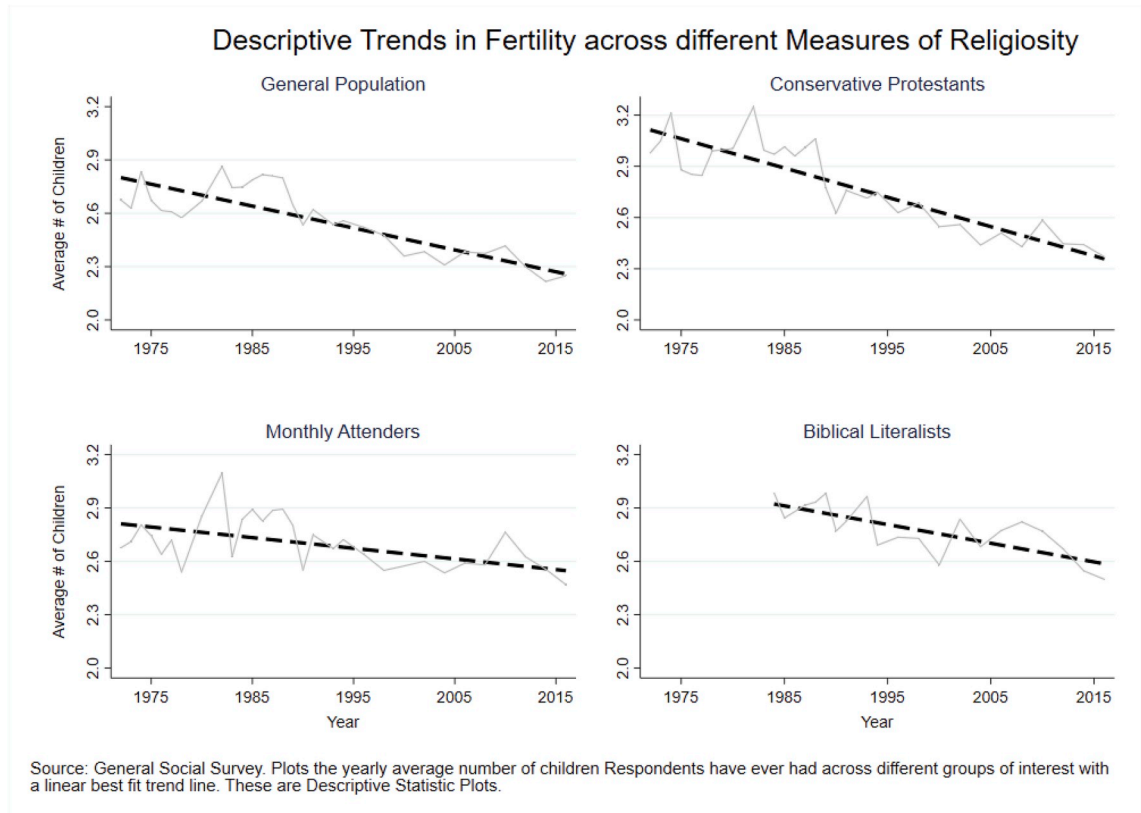 Descriptive Trends in Fertility across different Measures of Religiosity
General Population
Average # of Children
3.2
2.9
2.6
2.3
2.0
1975 1985 1995 2005 2015
Conservative Protestants
3.2
2.9
2.6
2.3
2.0
1975 1985 1995 2005 2015
Monthly Attenders
Average # of Children
3.2
2.9
2.6
2.3
2.0
1975 1985 1995 2005 2015
Year
Biblical Literalists
3.2
2.9
2.6
2.3
2.0
1975 1985 1995 2005 2015
Year
Source: General Social Survey. Plots the yearly average number of children Respondents have ever had across different groups of interest with
a linear best fit trend line. These are Descriptive Statistic Plots.